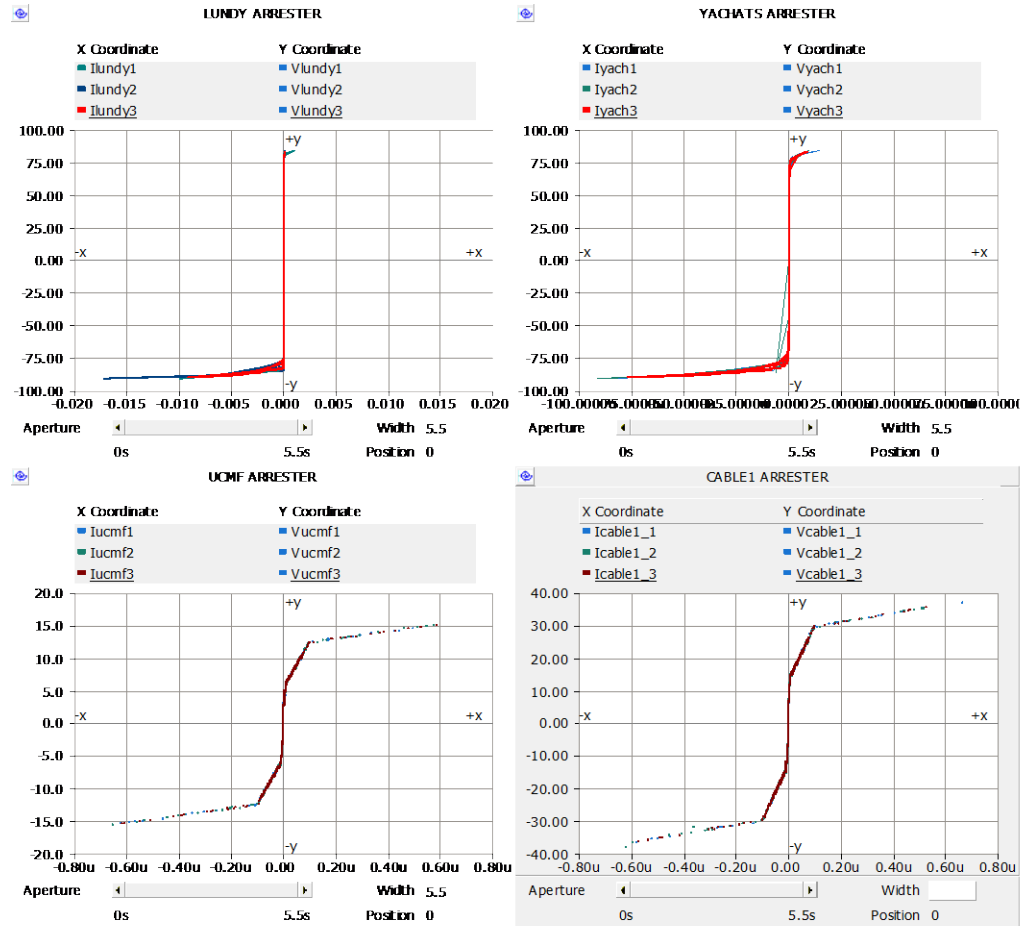 LUNDY ARRESTER
X Coordinate Y Coordinate
Ilundy1 Vlundy1
Ilundy2 Vlundy2
Ilundy3 Vlundy3
100.00
75.00
50.00
25.00
0.00
-25.00
-50.00
-75.00
-100.00
+y
-x +x
-y
-0.020 0.015 0.010 0.005 0.000 0.005 0.010 0.015 0.020
Aperture Width 5.5
0s 5.5s Position 0
YACHATS ARRESTER
X Coordinate Y Coordinate
Iyach1 Vyach1
Iyach2 Vyach2
Iyach3 Vyach3
100.00
75.00
50.00
25.00
0.00
-25.00
-50.00
-75.00
-100.00
+y
-x +x
-y
Aperture Width 5.5
0s 5.5s Position 0
UCMF ARRESTER
X Coordinate Y Coordinate
Iucmf1 Vucmf1
Iucmf2 Vucmf2
Iucmf3 Vucmf3
20.0
15.0
10.0
5.0
0.0
-5.0
-10.0
-15.0
-20.0
+y
-x +x
-y
-0.80u 0.60u 0.40u 0.20u 0.00 0.20u 0.40u 0.60u 0.80u
Aperture Width 5.5
0s 5.5s Position 0
CABLE1 ARRESTER
X Coordinate Y Coordinate
Icable1_1 Vcable1_1
Icable1_2 Vcable1_2
Icable1_3 Vcable1_3
40.00
30.00
20.00
10.00
0.00
-10.00
-20.00
-30.00
-40.00
+y
-x +x
-y
-0.80u 0.60u 0.40u 0.20u 0.00 0.20u 0.40u 0.60u 0.80u
Aperture Width
0s 5.5s Position 0